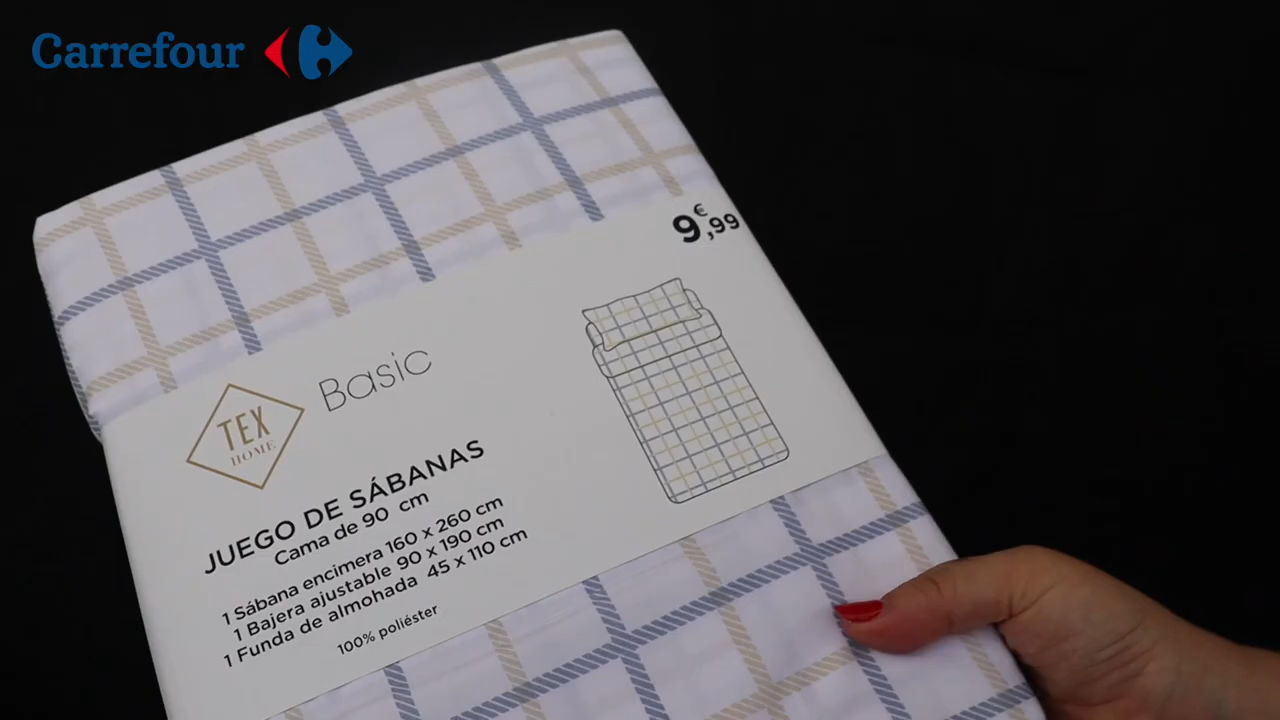 Carrefour
9,99€
TEX
HOME
Basic
JUEGO DE SÁBANAS
Cama de 90 cm
1 Sábana encimera 160 x 260 cm
1 Bajera ajustable 90 x 190 cm
1 Funda de almohada 45 x 110 cm
100% poliéster